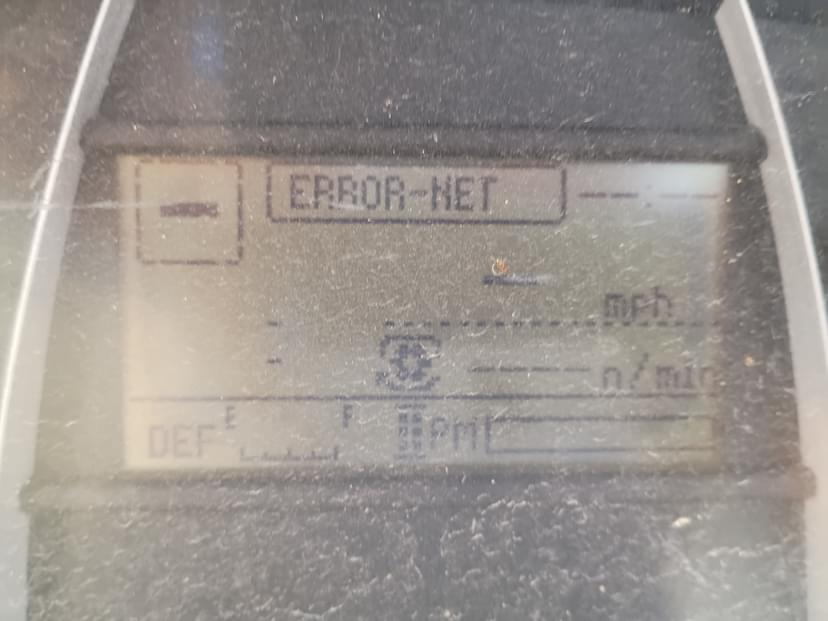 ERROR-NET --:--
mph
---- n/min
E F
DEF PM